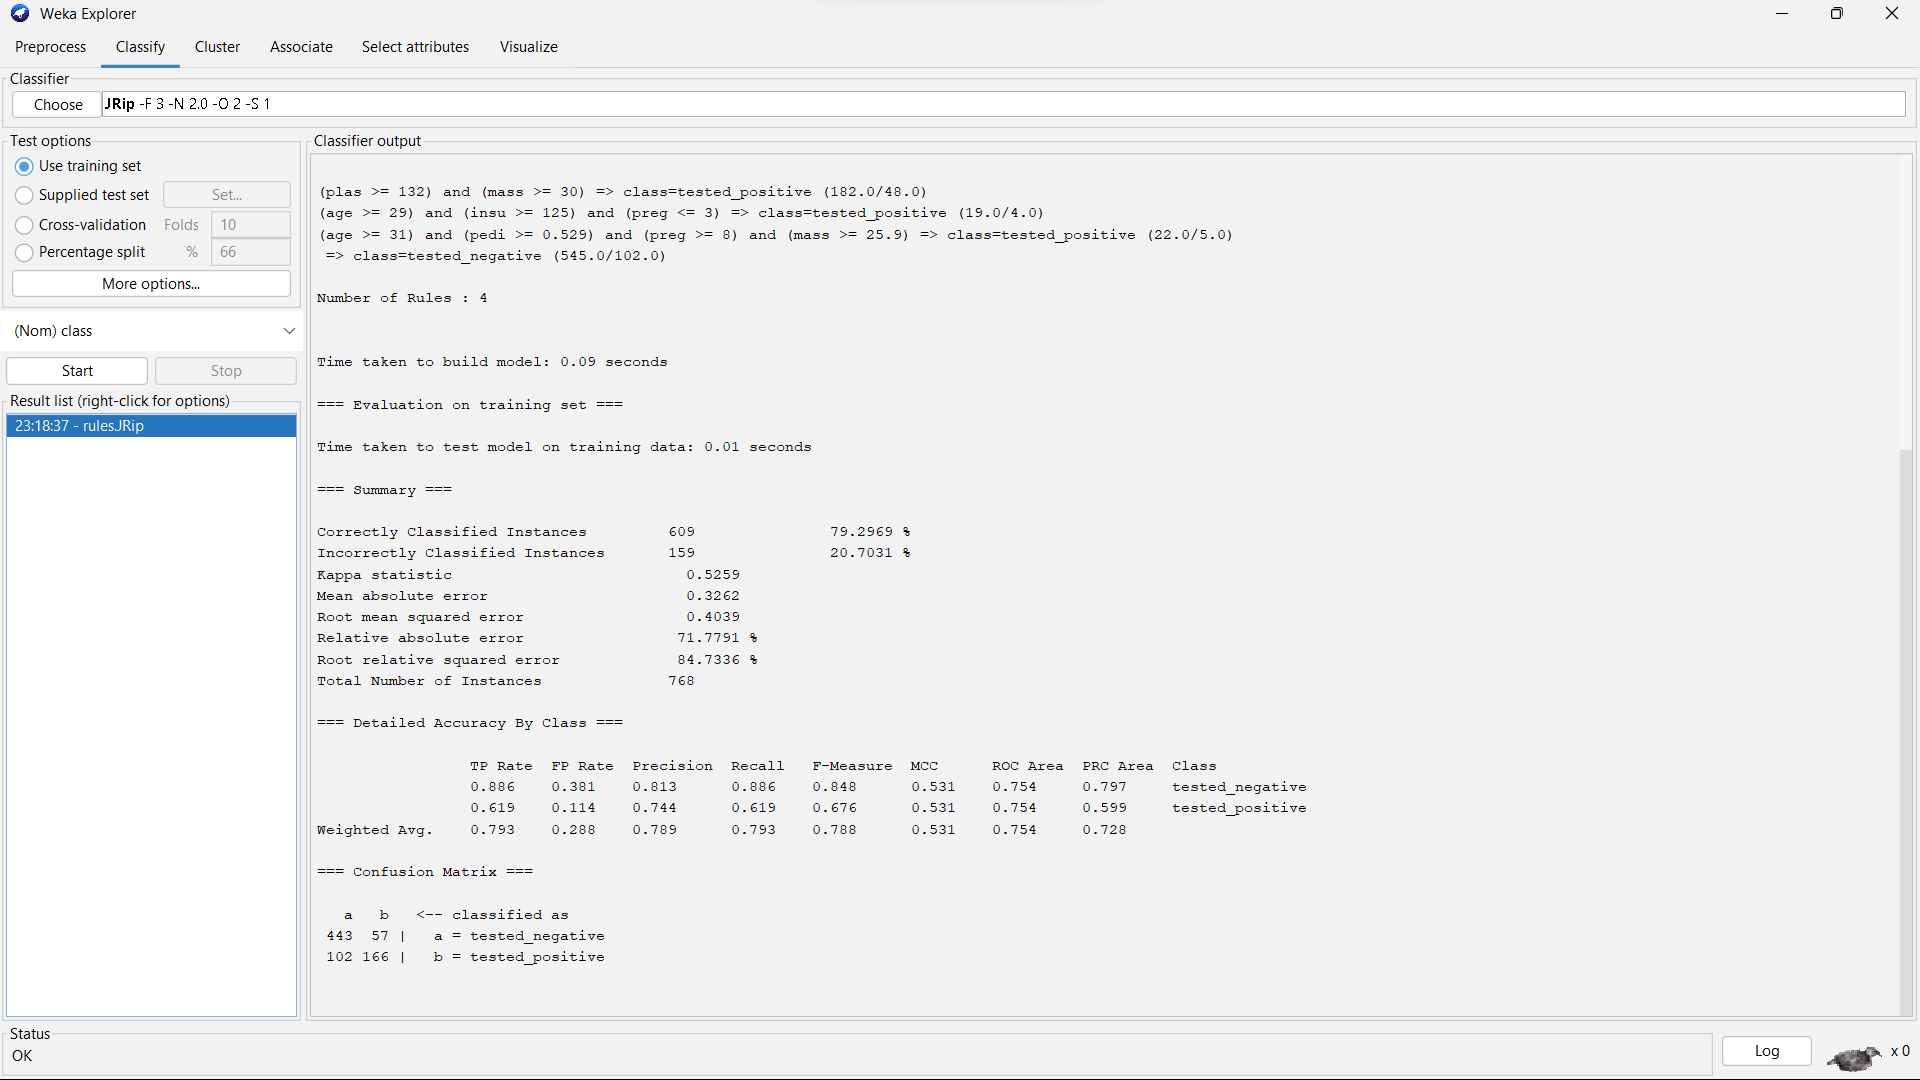 Weka Explorer
Preprocess Classify Cluster Associate Select attributes Visualize
Classifier
Choose JRip -F 3 -N 2.0 -O 2 -S 1
Test options
Use training set
Supplied test set Set...
Cross-validation Folds 10
Percentage split % 66
More options...
(Nom) class
Start Stop
Result list (right-click for options)
23:18:37 - rules.JRip
Classifier output
(plas >= 132) and (mass >= 30) => class=tested_positive (182.0/48.0)
(age >= 29) and (insu >= 125) and (preg <= 3) => class=tested_positive (19.0/4.0)
(age >= 31) and (pedi >= 0.529) and (preg >= 8) and (mass >= 25.9) => class=tested_positive (22.0/5.0)
=> class=tested_negative (545.0/102.0)
Number of Rules : 4
Time taken to build model: 0.09 seconds
=== Evaluation on training set ===
Time taken to test model on training data: 0.01 seconds
=== Summary ===
Correctly Classified Instances 609 79.2969 %
Incorrectly Classified Instances 159 20.7031 %
Kappa statistic 0.5259
Mean absolute error 0.3262
Root mean squared error 0.4039
Relative absolute error 71.7791 %
Root relative squared error 84.7336 %
Total Number of Instances 768
=== Detailed Accuracy By Class ===
TP Rate FP Rate Precision Recall F-Measure MCC ROC Area PRC Area Class
0.886 0.381 0.813 0.886 0.848 0.531 0.754 0.797 tested_negative
0.619 0.114 0.744 0.619 0.676 0.531 0.754 0.599 tested_positive
Weighted Avg. 0.793 0.288 0.789 0.793 0.788 0.531 0.754 0.728
=== Confusion Matrix ===
a b <-- classified as
443 57 | a = tested_negative
102 166 | b = tested_positive
Status
OK
Log x 0